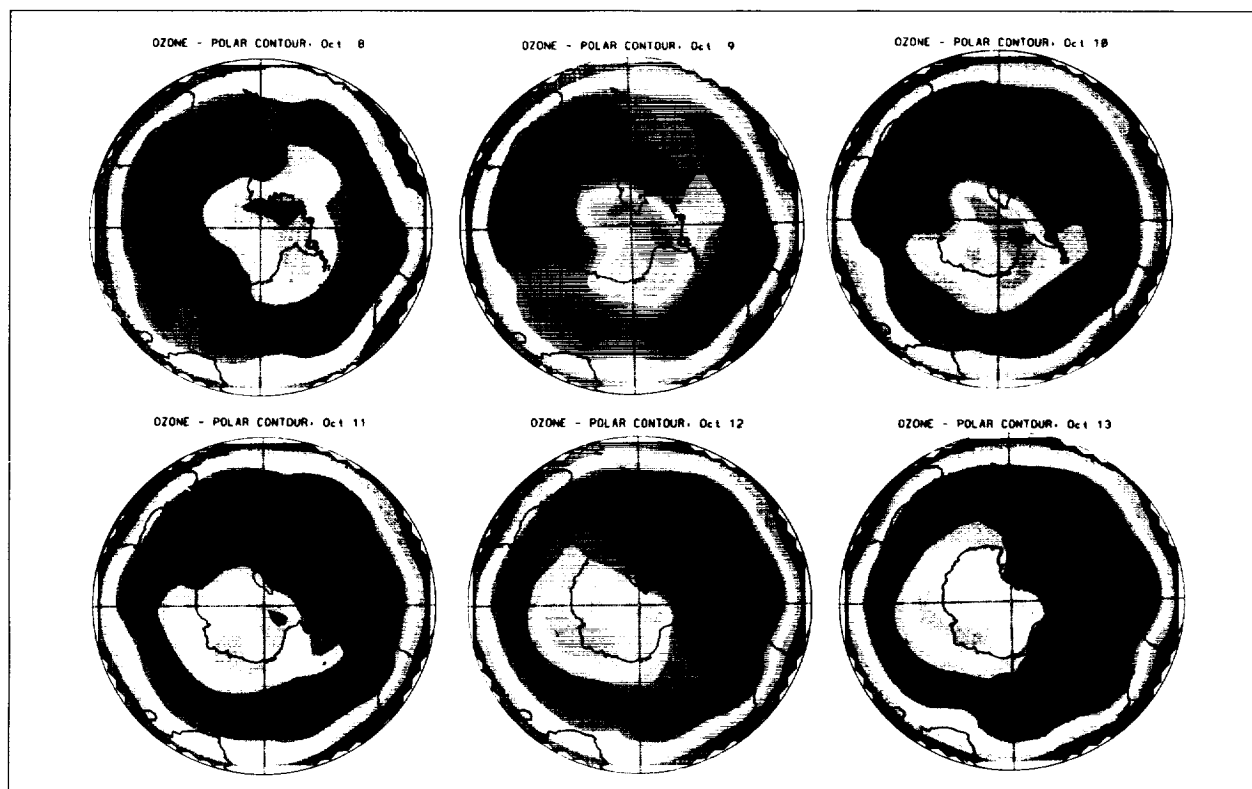 OZONE - POLAR CONTOUR, Oct 8
OZONE - POLAR CONTOUR, Oct 9
OZONE - POLAR CONTOUR, Oct 10
OZONE - POLAR CONTOUR, Oct 11
OZONE - POLAR CONTOUR, Oct 12
OZONE - POLAR CONTOUR, Oct 13